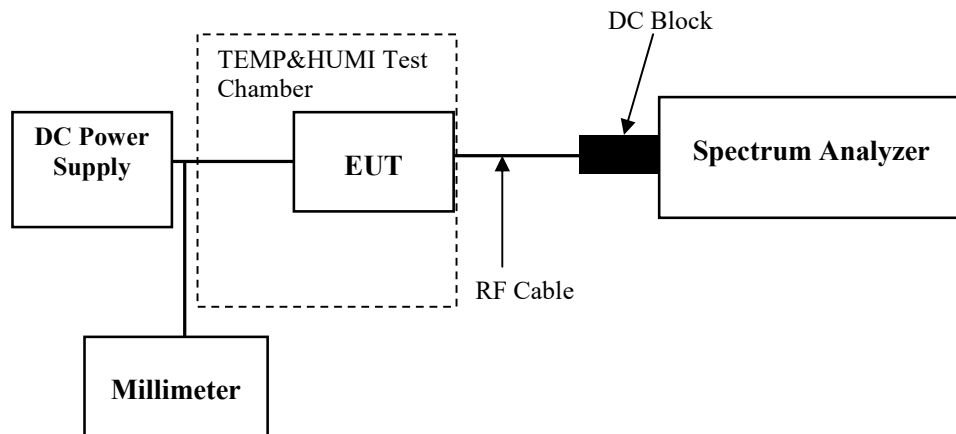 DC Block
TEMP&HUMI Test
Chamber
DC Power
Supply
EUT
Spectrum Analyzer
RF Cable
Millimeter